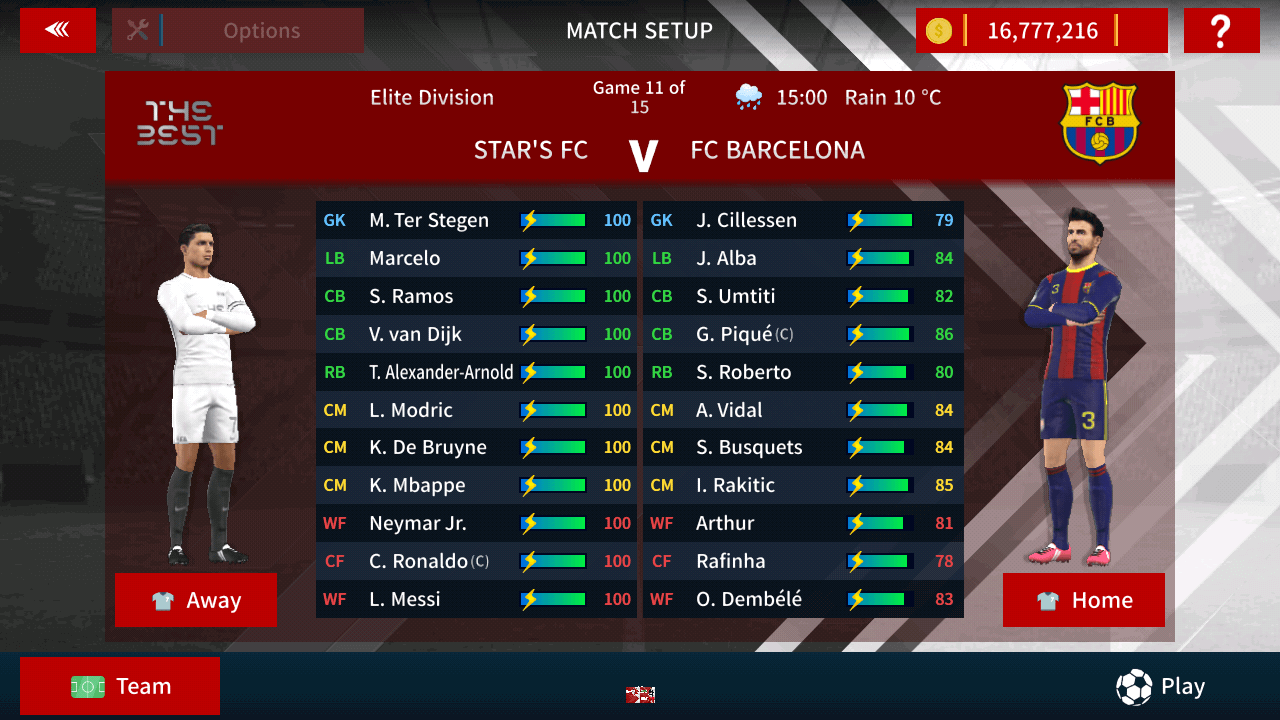 Options
MATCH SETUP
16,777,216
?
THE
BEST
Elite Division
Game 11 of
15
15:00 Rain 10 °C
FCB
STAR'S FC V FC BARCELONA
GK M. Ter Stegen 100 GK J. Cillessen 79
LB Marcelo 100 LB J. Alba 84
CB S. Ramos 100 CB S. Umtiti 82
CB V. van Dijk 100 CB G. Piqué (C) 86
RB T. Alexander-Arnold 100 RB S. Roberto 80
CM L. Modric 100 CM A. Vidal 84
CM K. De Bruyne 100 CM S. Busquets 84
CM K. Mbappe 100 CM I. Rakitic 85
WF Neymar Jr. 100 WF Arthur 81
CF C. Ronaldo (C) 100 CF Rafinha 78
WF L. Messi 100 WF O. Dembélé 83
3
7
3
Away
Home
Team
Play